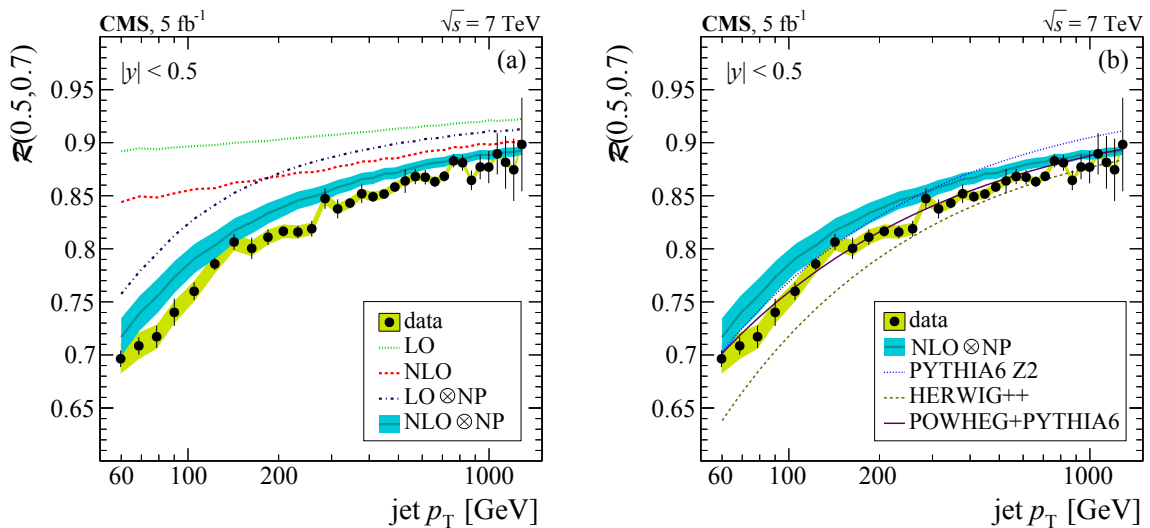 CMS, 5 fb⁻¹ √s = 7 TeV
(a)
|y| < 0.5
ℛ(0.5,0.7)
0.95
0.9
0.85
0.8
0.75
0.7
0.65
data
LO
NLO
LO ⊗ NP
NLO ⊗ NP
60 100 200 1000
jet p_T [GeV]
CMS, 5 fb⁻¹ √s = 7 TeV
(b)
|y| < 0.5
ℛ(0.5,0.7)
0.95
0.9
0.85
0.8
0.75
0.7
0.65
data
NLO ⊗ NP
PYTHIA6 Z2
HERWIG++
POWHEG+PYTHIA6
60 100 200 1000
jet p_T [GeV]